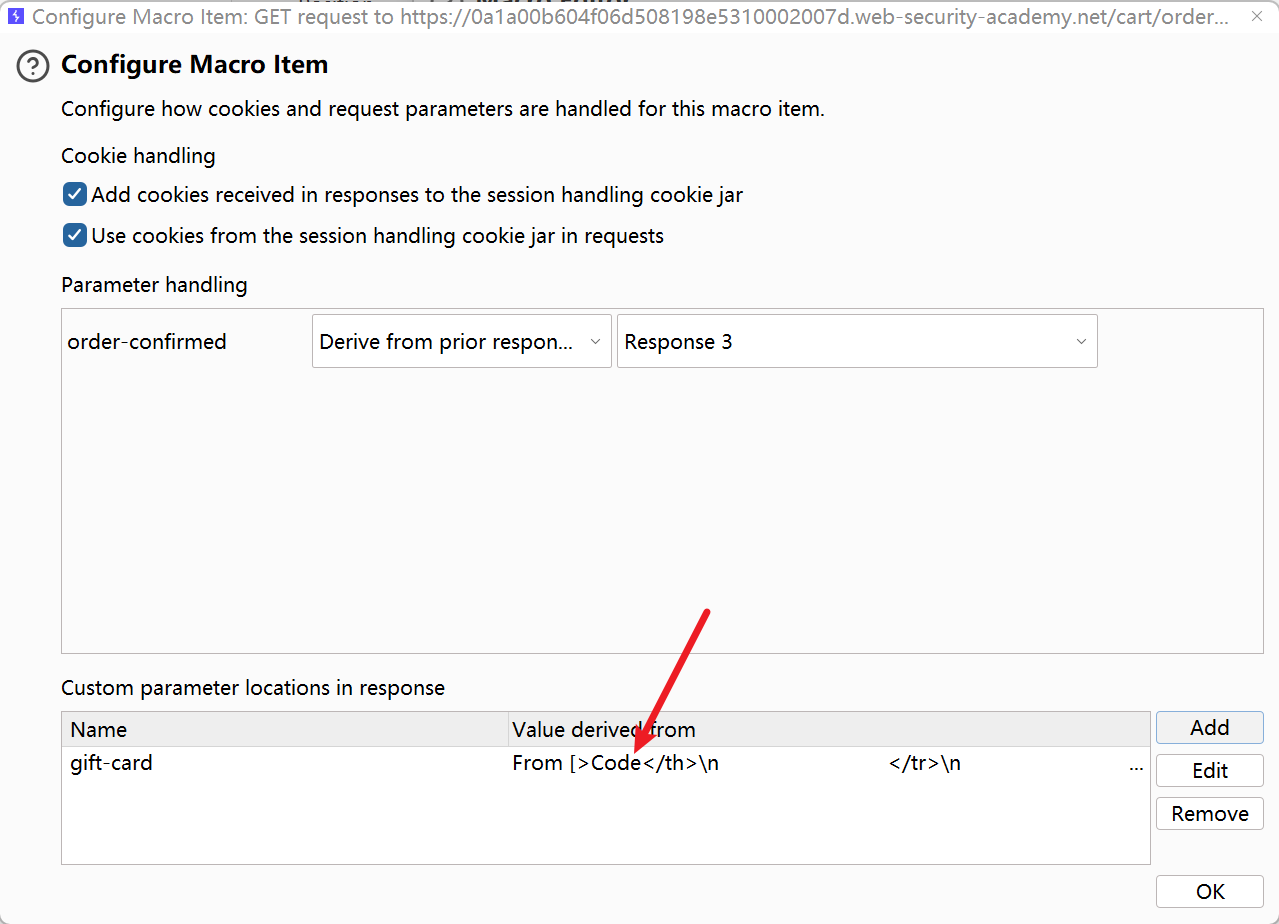 Configure Macro Item: GET request to https://0a1a00b604f06d508198e5310002007d.web-security-academy.net/cart/order...
Configure Macro Item
Configure how cookies and request parameters are handled for this macro item.
Cookie handling
Add cookies received in responses to the session handling cookie jar
Use cookies from the session handling cookie jar in requests
Parameter handling
order-confirmed Derive from prior respon... Response 3
Custom parameter locations in response
Name Value derived from Add
gift-card From [>Code</th>\n </tr>\n ...
Edit
Remove
OK